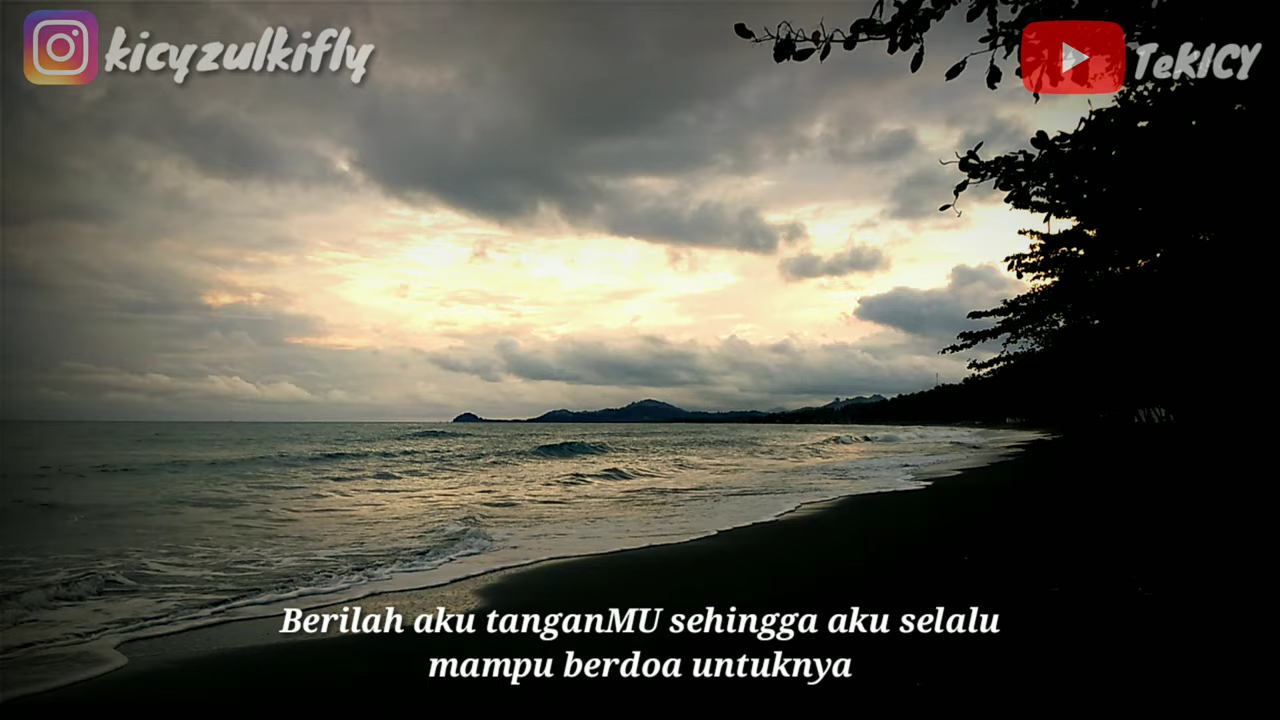 kicyzulkifly
TeKICY
Berilah aku tanganMU sehingga aku selalu
mampu berdoa untuknya